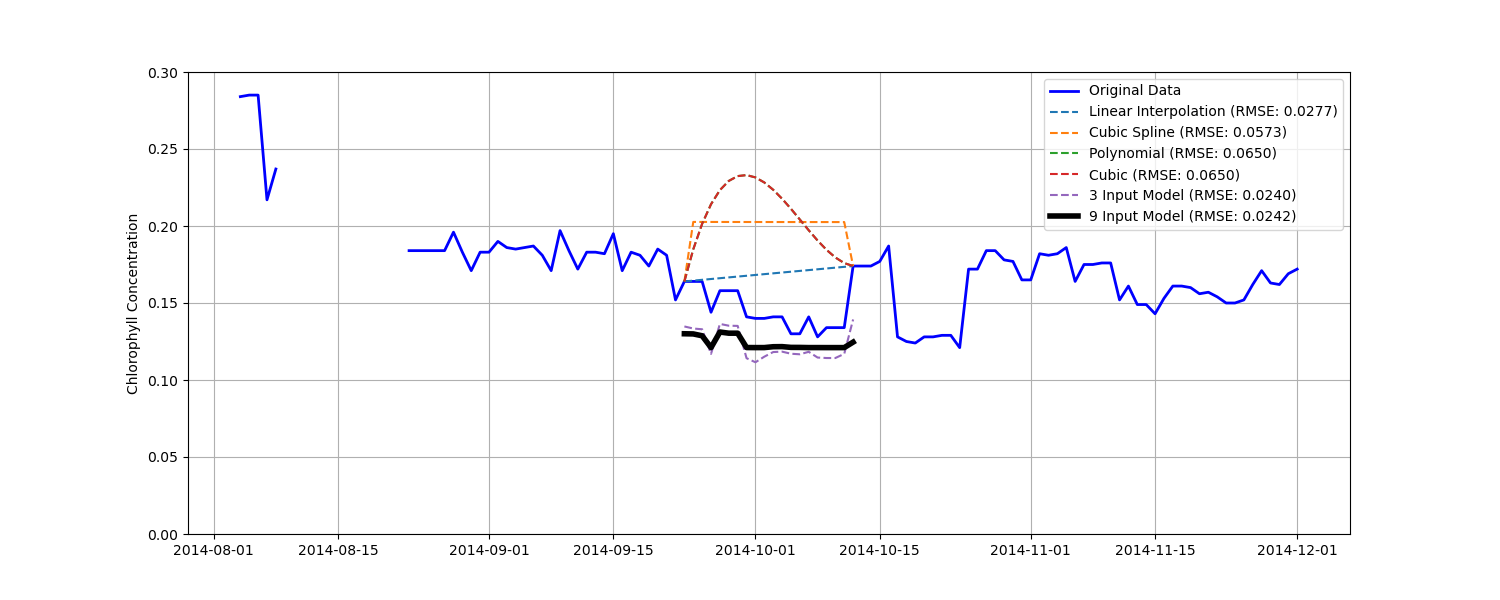 Original Data
Linear Interpolation (RMSE: 0.0277)
Cubic Spline (RMSE: 0.0573)
Polynomial (RMSE: 0.0650)
Cubic (RMSE: 0.0650)
3 Input Model (RMSE: 0.0240)
9 Input Model (RMSE: 0.0242)
Chlorophyll Concentration
0.30
0.25
0.20
0.15
0.10
0.05
0.00
2014-08-01 2014-08-15 2014-09-01 2014-09-15 2014-10-01 2014-10-15 2014-11-01 2014-11-15 2014-12-01